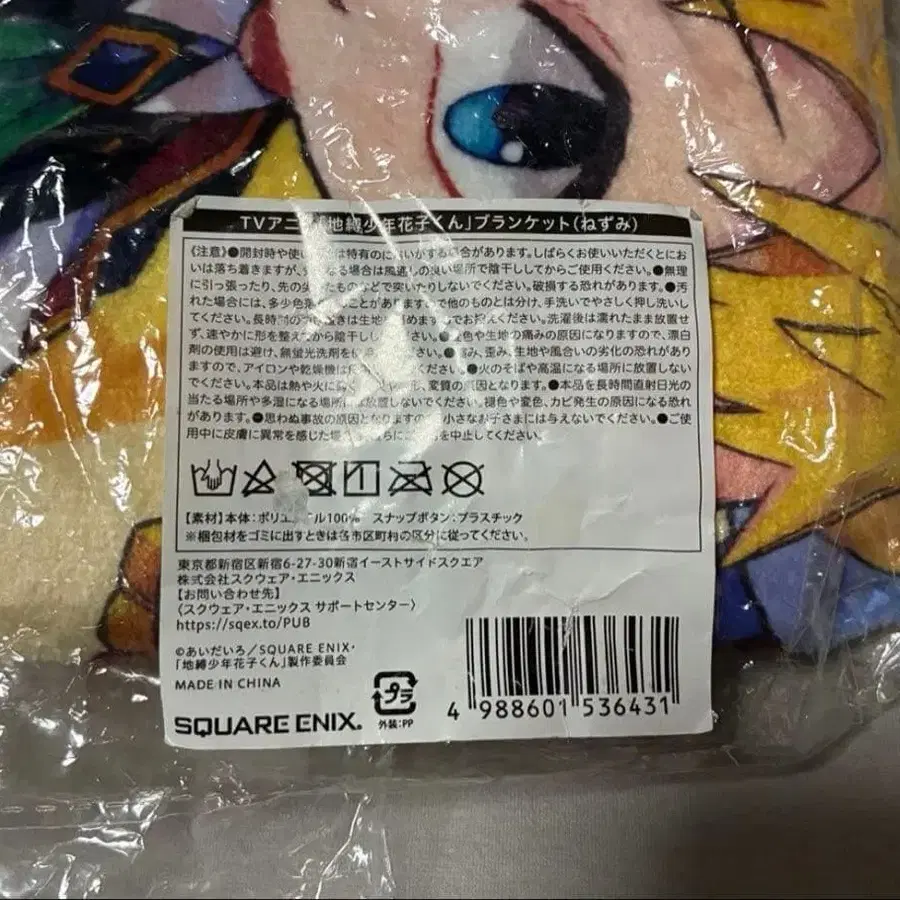 TVアニ「地縛少年花子くん」ブランケット(ねずみ)
《注意》●開封時や使い は特有のにおいがする場合があります。しばらくお使いいただくとにお
いは落ち着きますが、 なる場合は風通しの良い場所で陰干ししてからご使用ください。●無理
に引っ張ったり、先の尖ったものなどで突いたりしないでください。破損する恐れがあります。●汚
れた場合には、多少色 ことがありますので他のものとは分け、手洗いでやさしく押し洗い
してください。長時間の は生地を めますのでお控えください。洗濯後は濡れたまま放置せ
ず、速やかに形を整えてから陰干し ください。● 色や生地の痛みの原因になりますので、漂白
剤の使用は避け、無蛍光洗剤を ください。● み、歪み、生地や風合いの劣化の恐れがあり
ますので、アイロンや乾燥機は ください。●火のそばや高温になる場所に放置しない
でください。本品は熱や火に 、変質の原因となります。●本品を長時間直射日光の
当たる場所や多湿になる場所には放置しないでください。褪色や変色、カビ発生の原因になる恐れ
があります。●思わぬ事故の原因となりますので、小さなお子さまには与えないでください。●ご使
用中に皮膚に異常を感じた場 ちに を中止してください。
【素材】本体:ポリエ ル100% スナップボタン:プラスチック
※梱包材をゴミに出すときは各市区町村の区分に従ってください。
東京都新宿区新宿6-27-30新宿イーストサイドスクエア
株式会社スクウェア・エニックス
【お問い合わせ先】
〈スクウェア・エニックス サポートセンター〉
https://sqex.to/PUB
©あいだいろ／SQUARE ENIX・
「地縛少年花子くん」製作委員会
MADE IN CHINA
SQUARE ENIX.
プラ
外装:PP
4 988601 536431